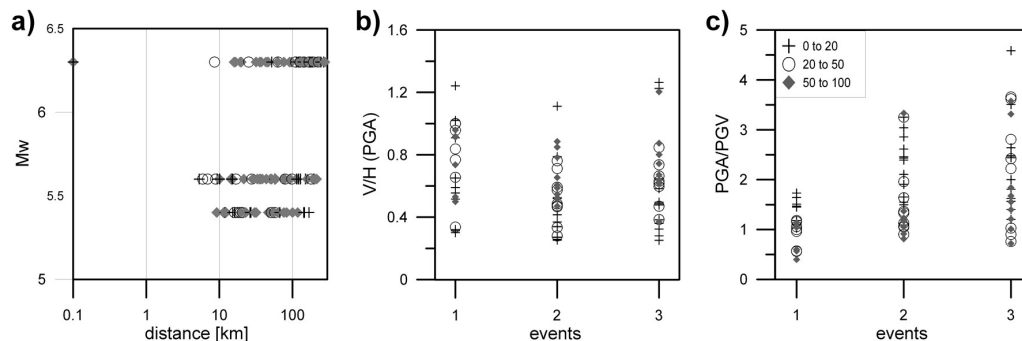 a)
6.5
6
5.5
5
Mw
0.1
1
10
100
distance [km]
b)
1.6
1.2
0.8
0.4
0
V/H (PGA)
1
2
3
events
c)
5
4
3
2
1
0
PGA/PGV
0 to 20
20 to 50
50 to 100
1
2
3
events